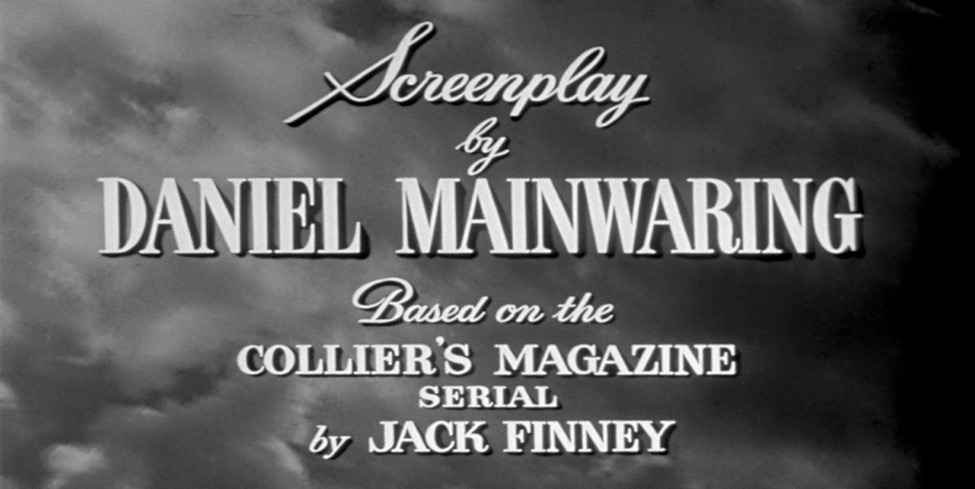 Screenplay
by
DANIEL MAINWARING
Based on the
COLLIER'S MAGAZINE
SERIAL
by JACK FINNEY